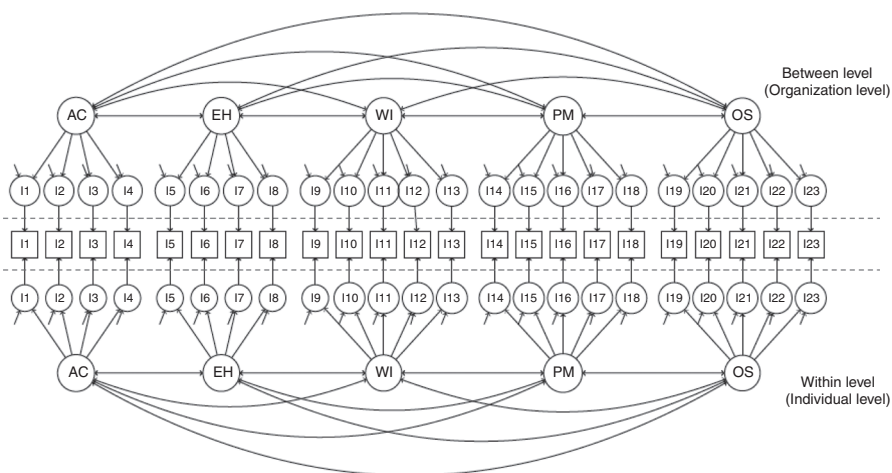 Between level
(Organization level)
AC EH WI PM OS
I1 I2 I3 I4 I5 I6 I7 I8 I9 I10 I11 I12 I13 I14 I15 I16 I17 I18 I19 I20 I21 I22 I23
I1 I2 I3 I4 I5 I6 I7 I8 I9 I10 I11 I12 I13 I14 I15 I16 I17 I18 I19 I20 I21 I22 I23
I1 I2 I3 I4 I5 I6 I7 I8 I9 I10 I11 I12 I13 I14 I15 I16 I17 I18 I19 I20 I21 I22 I23
AC EH WI PM OS
Within level
(Individual level)